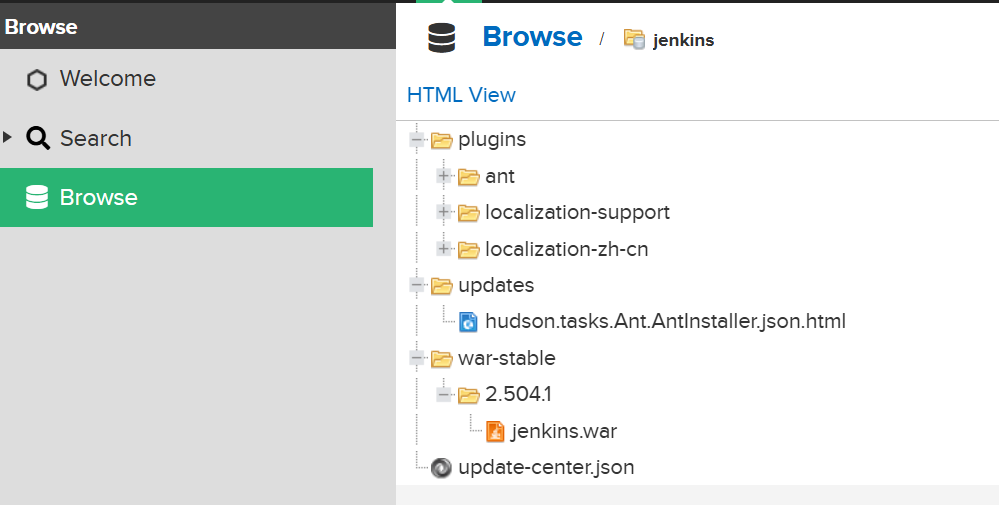 Browse
Welcome
Search
Browse
Browse / jenkins
HTML View
plugins
ant
localization-support
localization-zh-cn
updates
hudson.tasks.Ant.AntInstaller.json.html
war-stable
2.504.1
jenkins.war
update-center.json